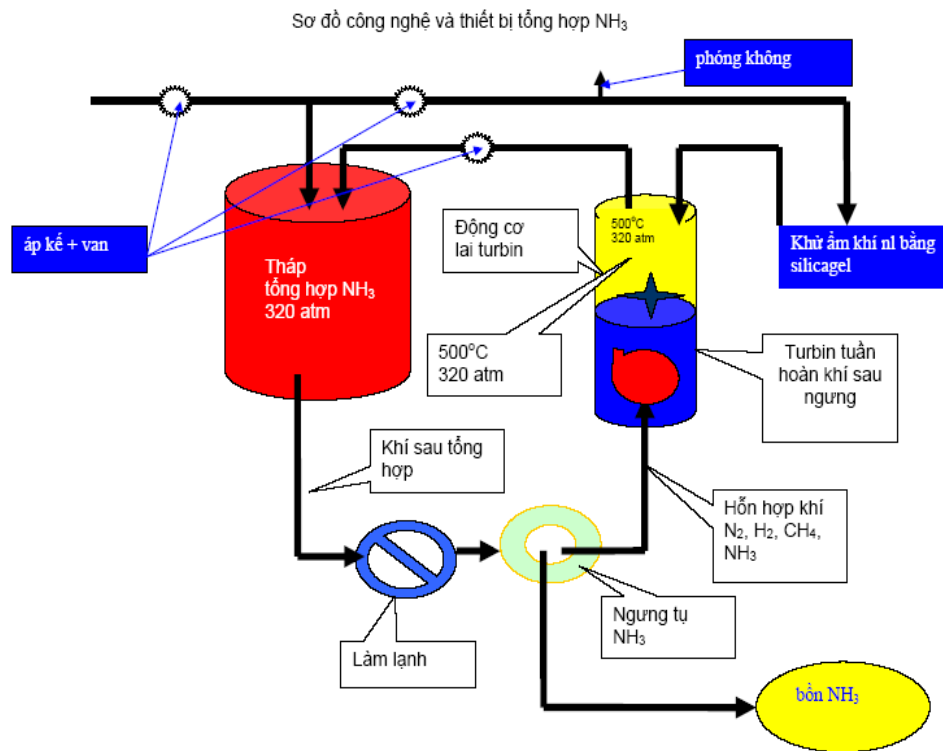 Sơ đồ công nghệ và thiết bị tổng hợp NH₃
phóng không
áp kế + van
Tháp
tổng hợp NH₃
320 atm
Động cơ
lai turbin
500°C
320 atm
500°C
320 atm
Khử ẩm khí nl bằng
silicagel
Turbin tuần
hoàn khí sau
ngưng
Khí sau tổng
hợp
Hỗn hợp khí
N₂, H₂, CH₄,
NH₃
Làm lạnh
Ngưng tụ
NH₃
bồn NH₃